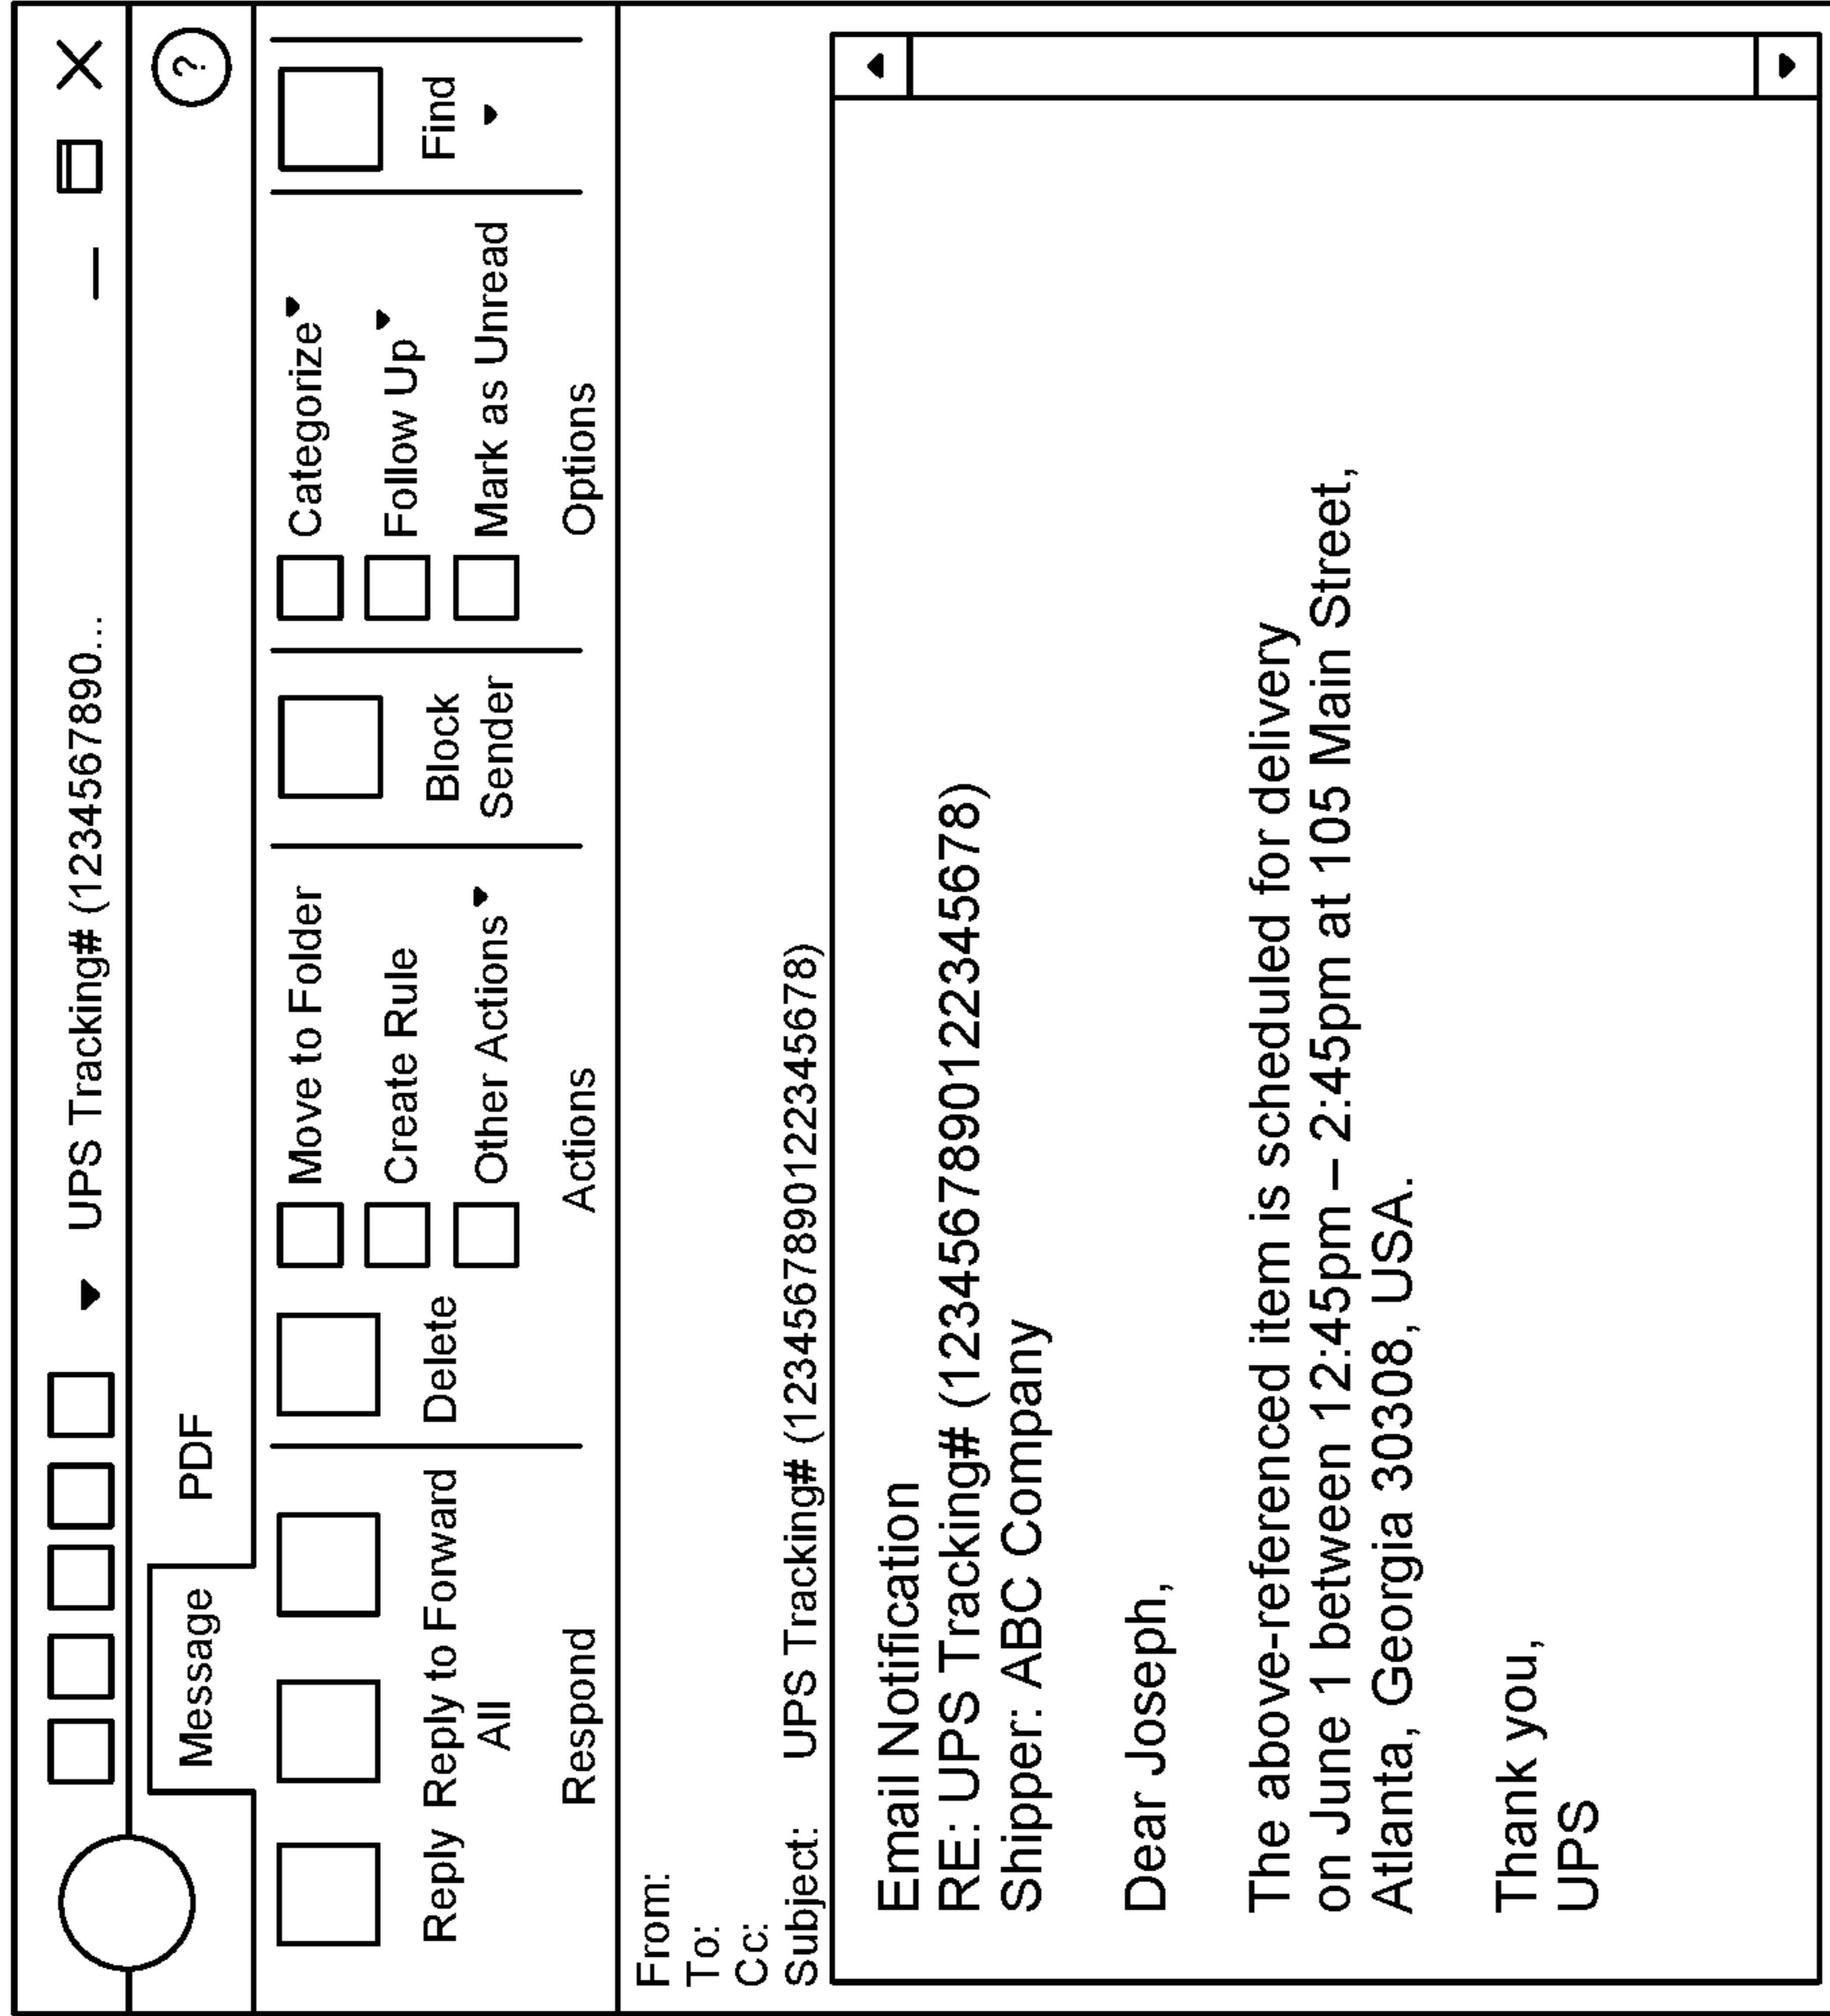 UPS Tracking# (1234567890...
Message PDF
?
Reply Reply to All Forward
Respond
Delete
Move to Folder
Create Rule
Other Actions
Actions
Block
Sender
Categorize
Follow Up
Mark as Unread
Options
Find
From:
To:
Cc:
Subject: UPS Tracking# (1234567890122345678)
Email Notification
RE: UPS Tracking# (1234567890122345678)
Shipper: ABC Company
Dear Joseph,
The above-referenced item is scheduled for delivery
on June 1 between 12:45pm – 2:45pm at 105 Main Street,
Atlanta, Georgia 30308, USA.
Thank you,
UPS